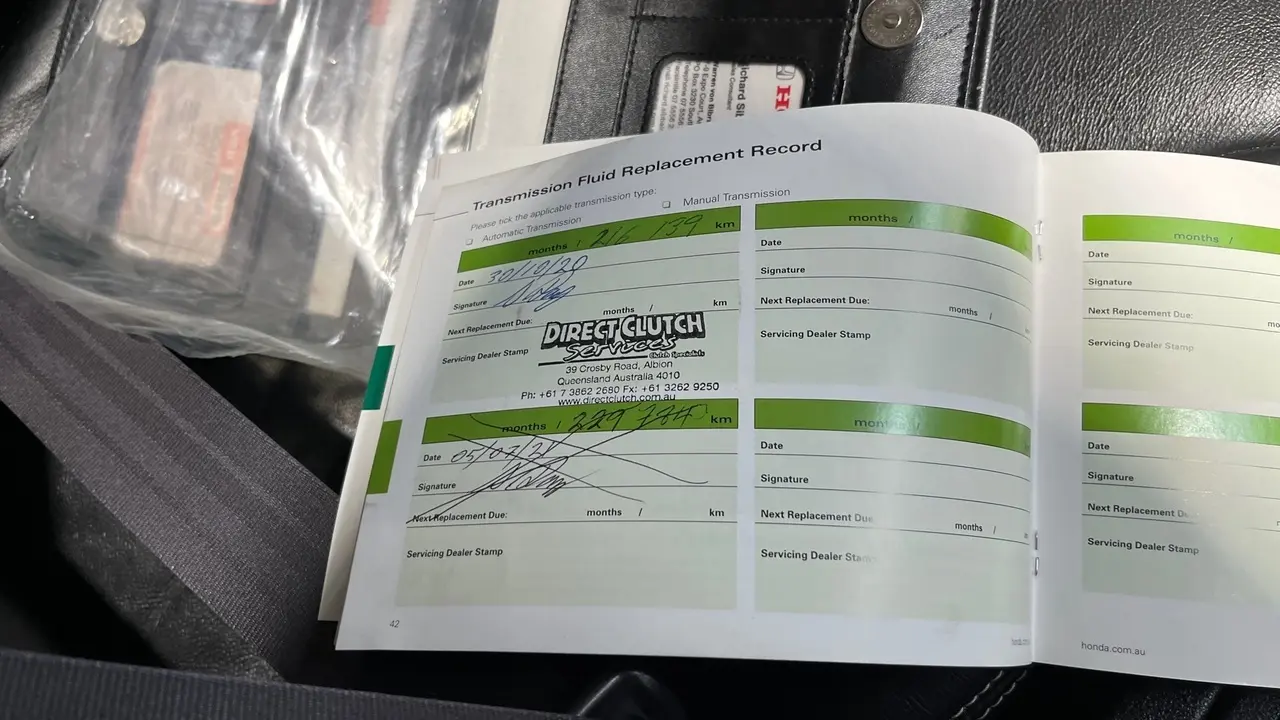 Transmission Fluid Replacement Record
Please tick the applicable transmission type:
Automatic Transmission
Manual Transmission
months / 216 139 km
Date 30/10/20
Signature
Next Replacement Due: months / km
Servicing Dealer Stamp
DIRECT CLUTCH
Services
Clutch Specialists
39 Crosby Road, Albion
Queensland Australia 4010
Ph: +61 7 3862 2680 Fx: +61 3262 9250
www.directclutch.com.au
months / 229 784 km
Date 05/07/21
Signature
Next Replacement Due: months / km
Servicing Dealer Stamp
42
months /
Date
Signature
Next Replacement Due: months /
Servicing Dealer Stamp
months /
Date
Signature
Next Replacement Due: months /
Servicing Dealer Stamp
months /
Date
Signature
Next Replacement Due:
Servicing Dealer Stamp
Date
Signature
Next Replacement Due
Servicing Dealer Stamp
honda.com.au